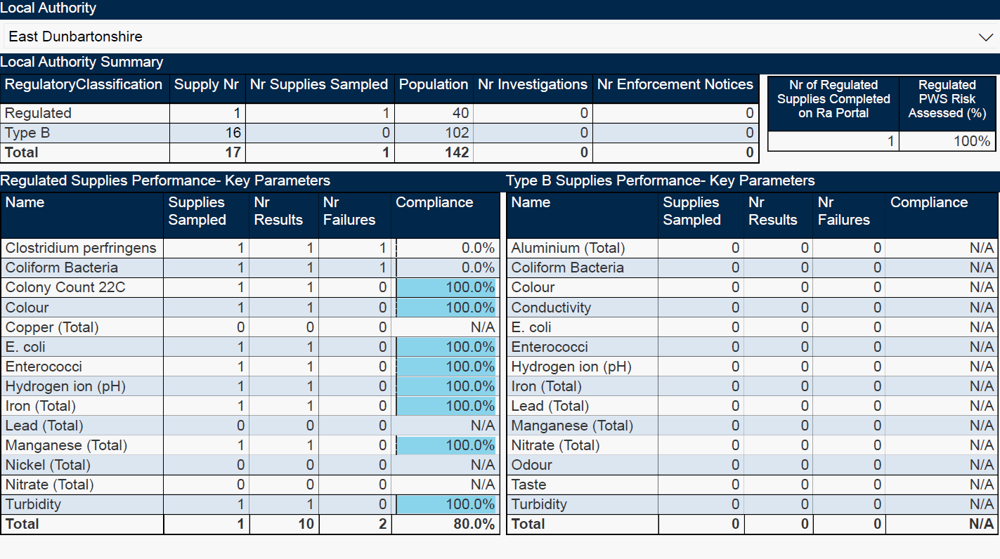 Local Authority
East Dunbartonshire
Local Authority Summary
RegulatoryClassification Supply Nr Nr Supplies Sampled Population Nr Investigations Nr Enforcement Notices
Regulated 1 1 40 0 0
Type B 16 0 102 0 0
Total 17 1 142 0 0
Nr of Regulated Regulated
Supplies Completed PWS Risk
on Ra Portal Assessed (%)
1 100%
Regulated Supplies Performance- Key Parameters
Name Supplies Nr Nr Compliance
Sampled Results Failures
Clostridium perfringens 1 1 1 0.0%
Coliform Bacteria 1 1 1 0.0%
Colony Count 22C 1 1 0 100.0%
Colour 1 1 0 100.0%
Copper (Total) 0 0 0 N/A
E. coli 1 1 0 100.0%
Enterococci 1 1 0 100.0%
Hydrogen ion (pH) 1 1 0 100.0%
Iron (Total) 1 1 0 100.0%
Lead (Total) 0 0 0 N/A
Manganese (Total) 1 1 0 100.0%
Nickel (Total) 0 0 0 N/A
Nitrate (Total) 0 0 0 N/A
Turbidity 1 1 0 100.0%
Total 1 10 2 80.0%
Type B Supplies Performance- Key Parameters
Name Supplies Nr Nr Compliance
Sampled Results Failures
Aluminium (Total) 0 0 0 N/A
Coliform Bacteria 0 0 0 N/A
Colour 0 0 0 N/A
Conductivity 0 0 0 N/A
E. coli 0 0 0 N/A
Enterococci 0 0 0 N/A
Hydrogen ion (pH) 0 0 0 N/A
Iron (Total) 0 0 0 N/A
Lead (Total) 0 0 0 N/A
Manganese (Total) 0 0 0 N/A
Nitrate (Total) 0 0 0 N/A
Odour 0 0 0 N/A
Taste 0 0 0 N/A
Turbidity 0 0 0 N/A
Total 0 0 0 N/A